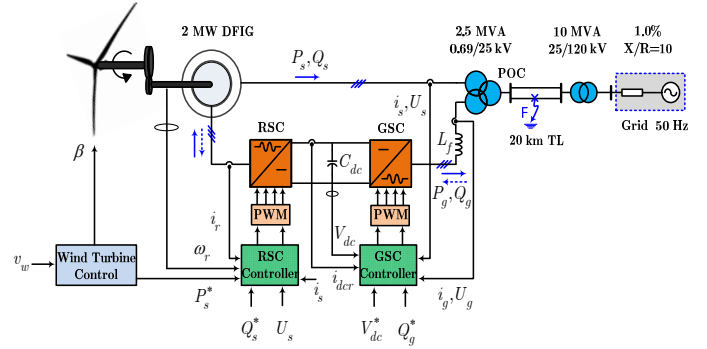 2 MW DFIG
2,5 MVA
0.69/25 kV
10 MVA
25/120 kV
1,0%
X/R=10
P_s, Q_s
POC
i_s, U_s
F
20 km TL
Grid 50 Hz
RSC
GSC
L_f
C_dc
β
P_g, Q_g
PWM
PWM
i_r
V_dc
ω_r
v_w
Wind Turbine
Control
RSC
Controller
GSC
Controller
i_dcr
P_s*
i_s
i_g, U_g
Q_s*
U_s
V_dc*
Q_g*